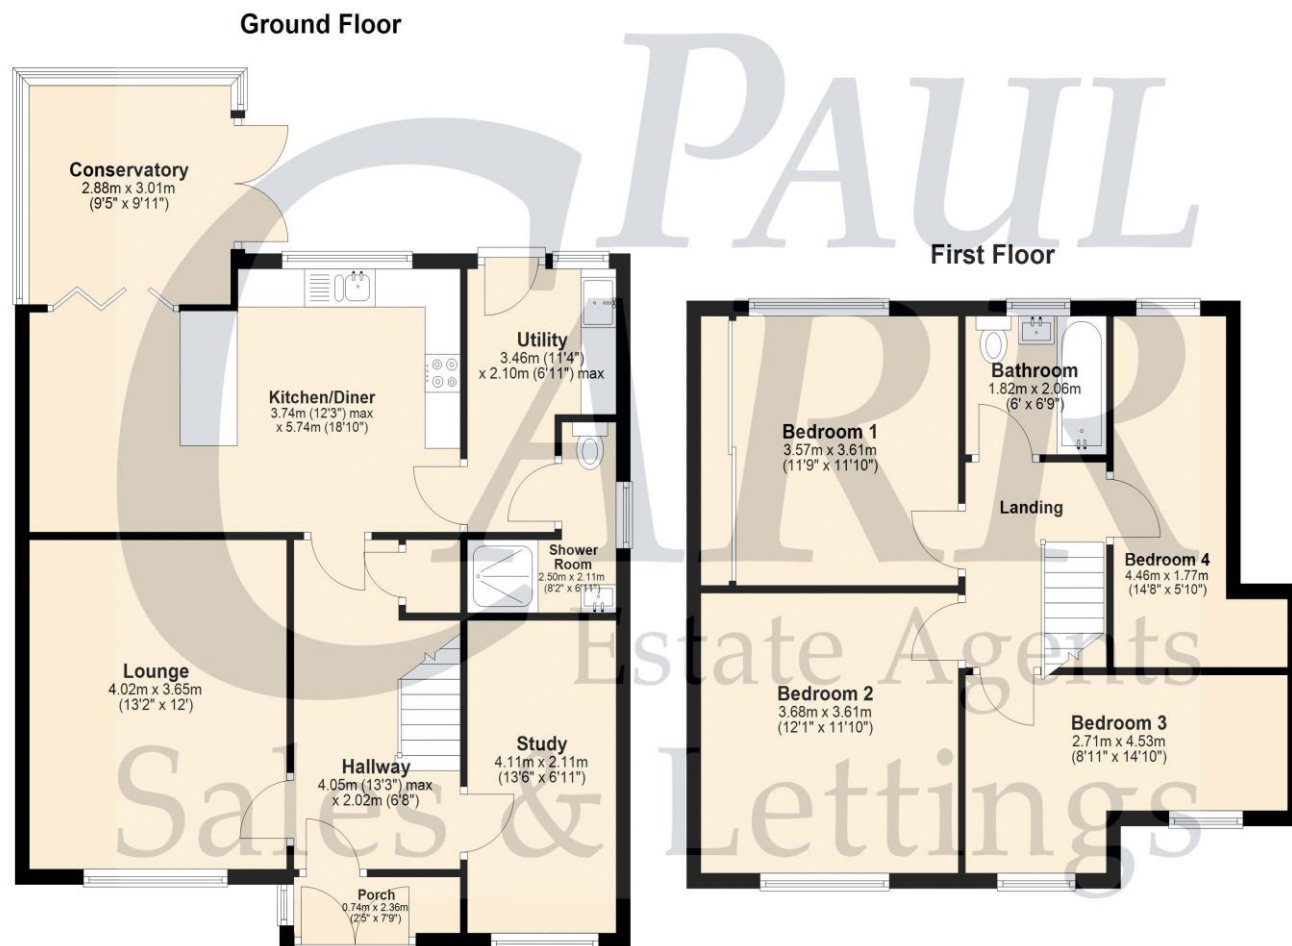 Ground Floor
Conservatory
2.88m x 3.01m
(9'5" x 9'11")
Kitchen/Diner
3.74m (12'3") max
x 5.74m (18'10")
Utility
3.46m (11'4")
x 2.10m (6'11") max
Shower
Room
2.50m x 2.11m
(8'2" x 6'11")
Lounge
4.02m x 3.65m
(13'2" x 12')
Hallway
4.05m (13'3") max
x 2.02m (6'8")
Study
4.11m x 2.11m
(13'6" x 6'11")
Porch
0.74m x 2.36m
(2'5" x 7'9")
First Floor
Bedroom 1
3.57m x 3.61m
(11'9" x 11'10")
Bathroom
1.82m x 2.06m
(6' x 6'9")
Landing
Bedroom 4
4.46m x 1.77m
(14'8" x 5'10")
Bedroom 2
3.68m x 3.61m
(12'1" x 11'10")
Bedroom 3
2.71m x 4.53m
(8'11" x 14'10")
PAUL
CARR
Estate Agents
Sales & Lettings